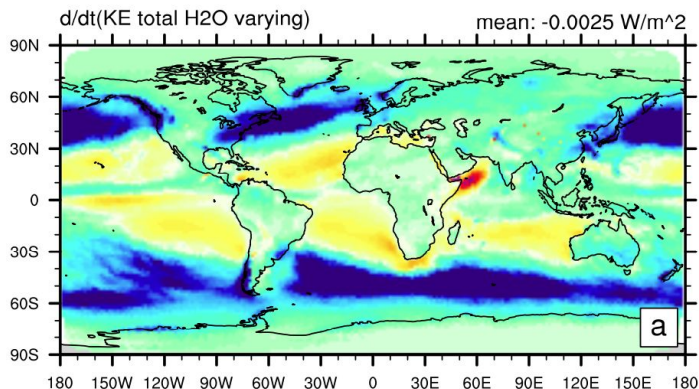 d/dt(KE total H2O varying) mean: -0.0025 W/m^2
90N
60N
30N
0
30S
60S
90S
a
180 150W 120W 90W 60W 30W 0 30E 60E 90E 120E 150E 180